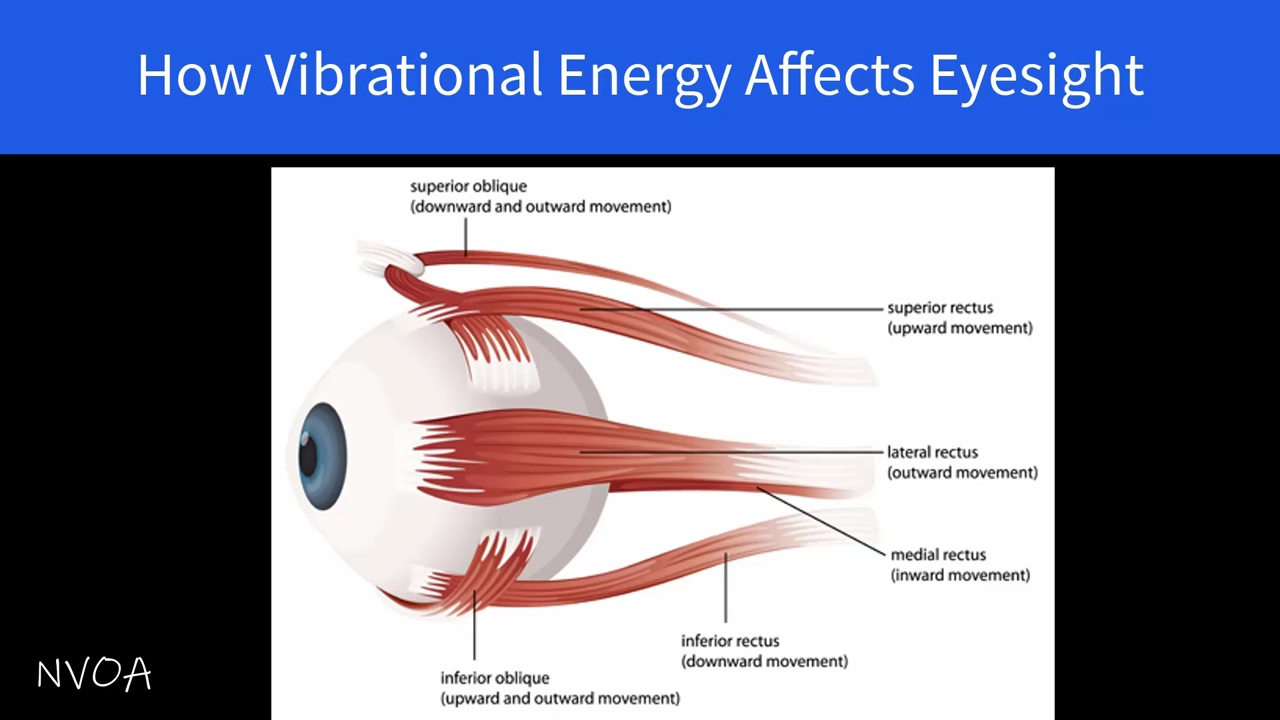 How Vibrational Energy Affects Eyesight
superior oblique
(downward and outward movement)
superior rectus
(upward movement)
lateral rectus
(outward movement)
medial rectus
(inward movement)
inferior rectus
(downward movement)
inferior oblique
(upward and outward movement)
NVOA